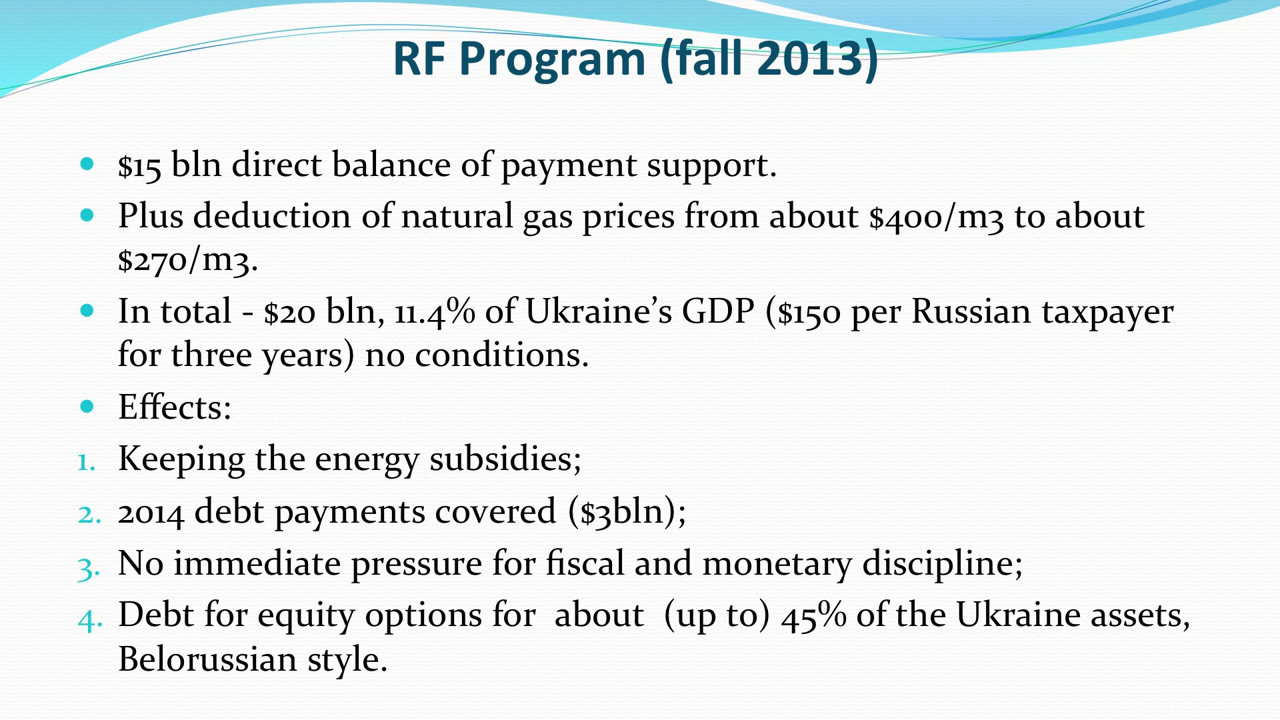 RF Program (fall 2013)
• $15 bln direct balance of payment support.
• Plus deduction of natural gas prices from about $400/m3 to about
$270/m3.
• In total - $20 bln, 11.4% of Ukraine’s GDP ($150 per Russian taxpayer
for three years) no conditions.
• Effects:
1. Keeping the energy subsidies;
2. 2014 debt payments covered ($3bln);
3. No immediate pressure for fiscal and monetary discipline;
4. Debt for equity options for  about  (up to) 45% of the Ukraine assets,
Belorussian style.